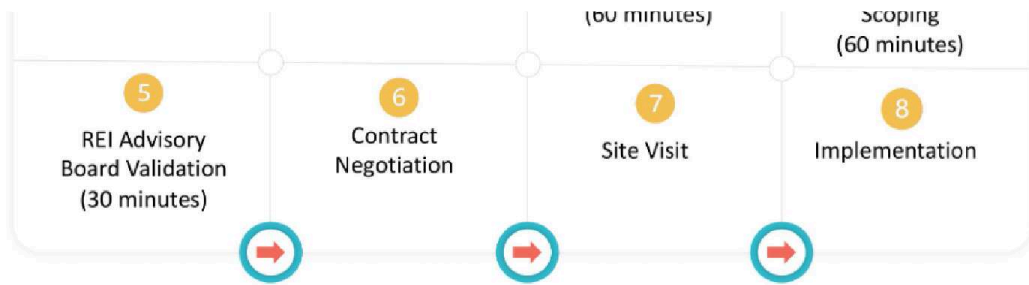 (60 minutes)
Scoping
(60 minutes)
5
REI Advisory
Board Validation
(30 minutes)
6
Contract
Negotiation
7
Site Visit
8
Implementation